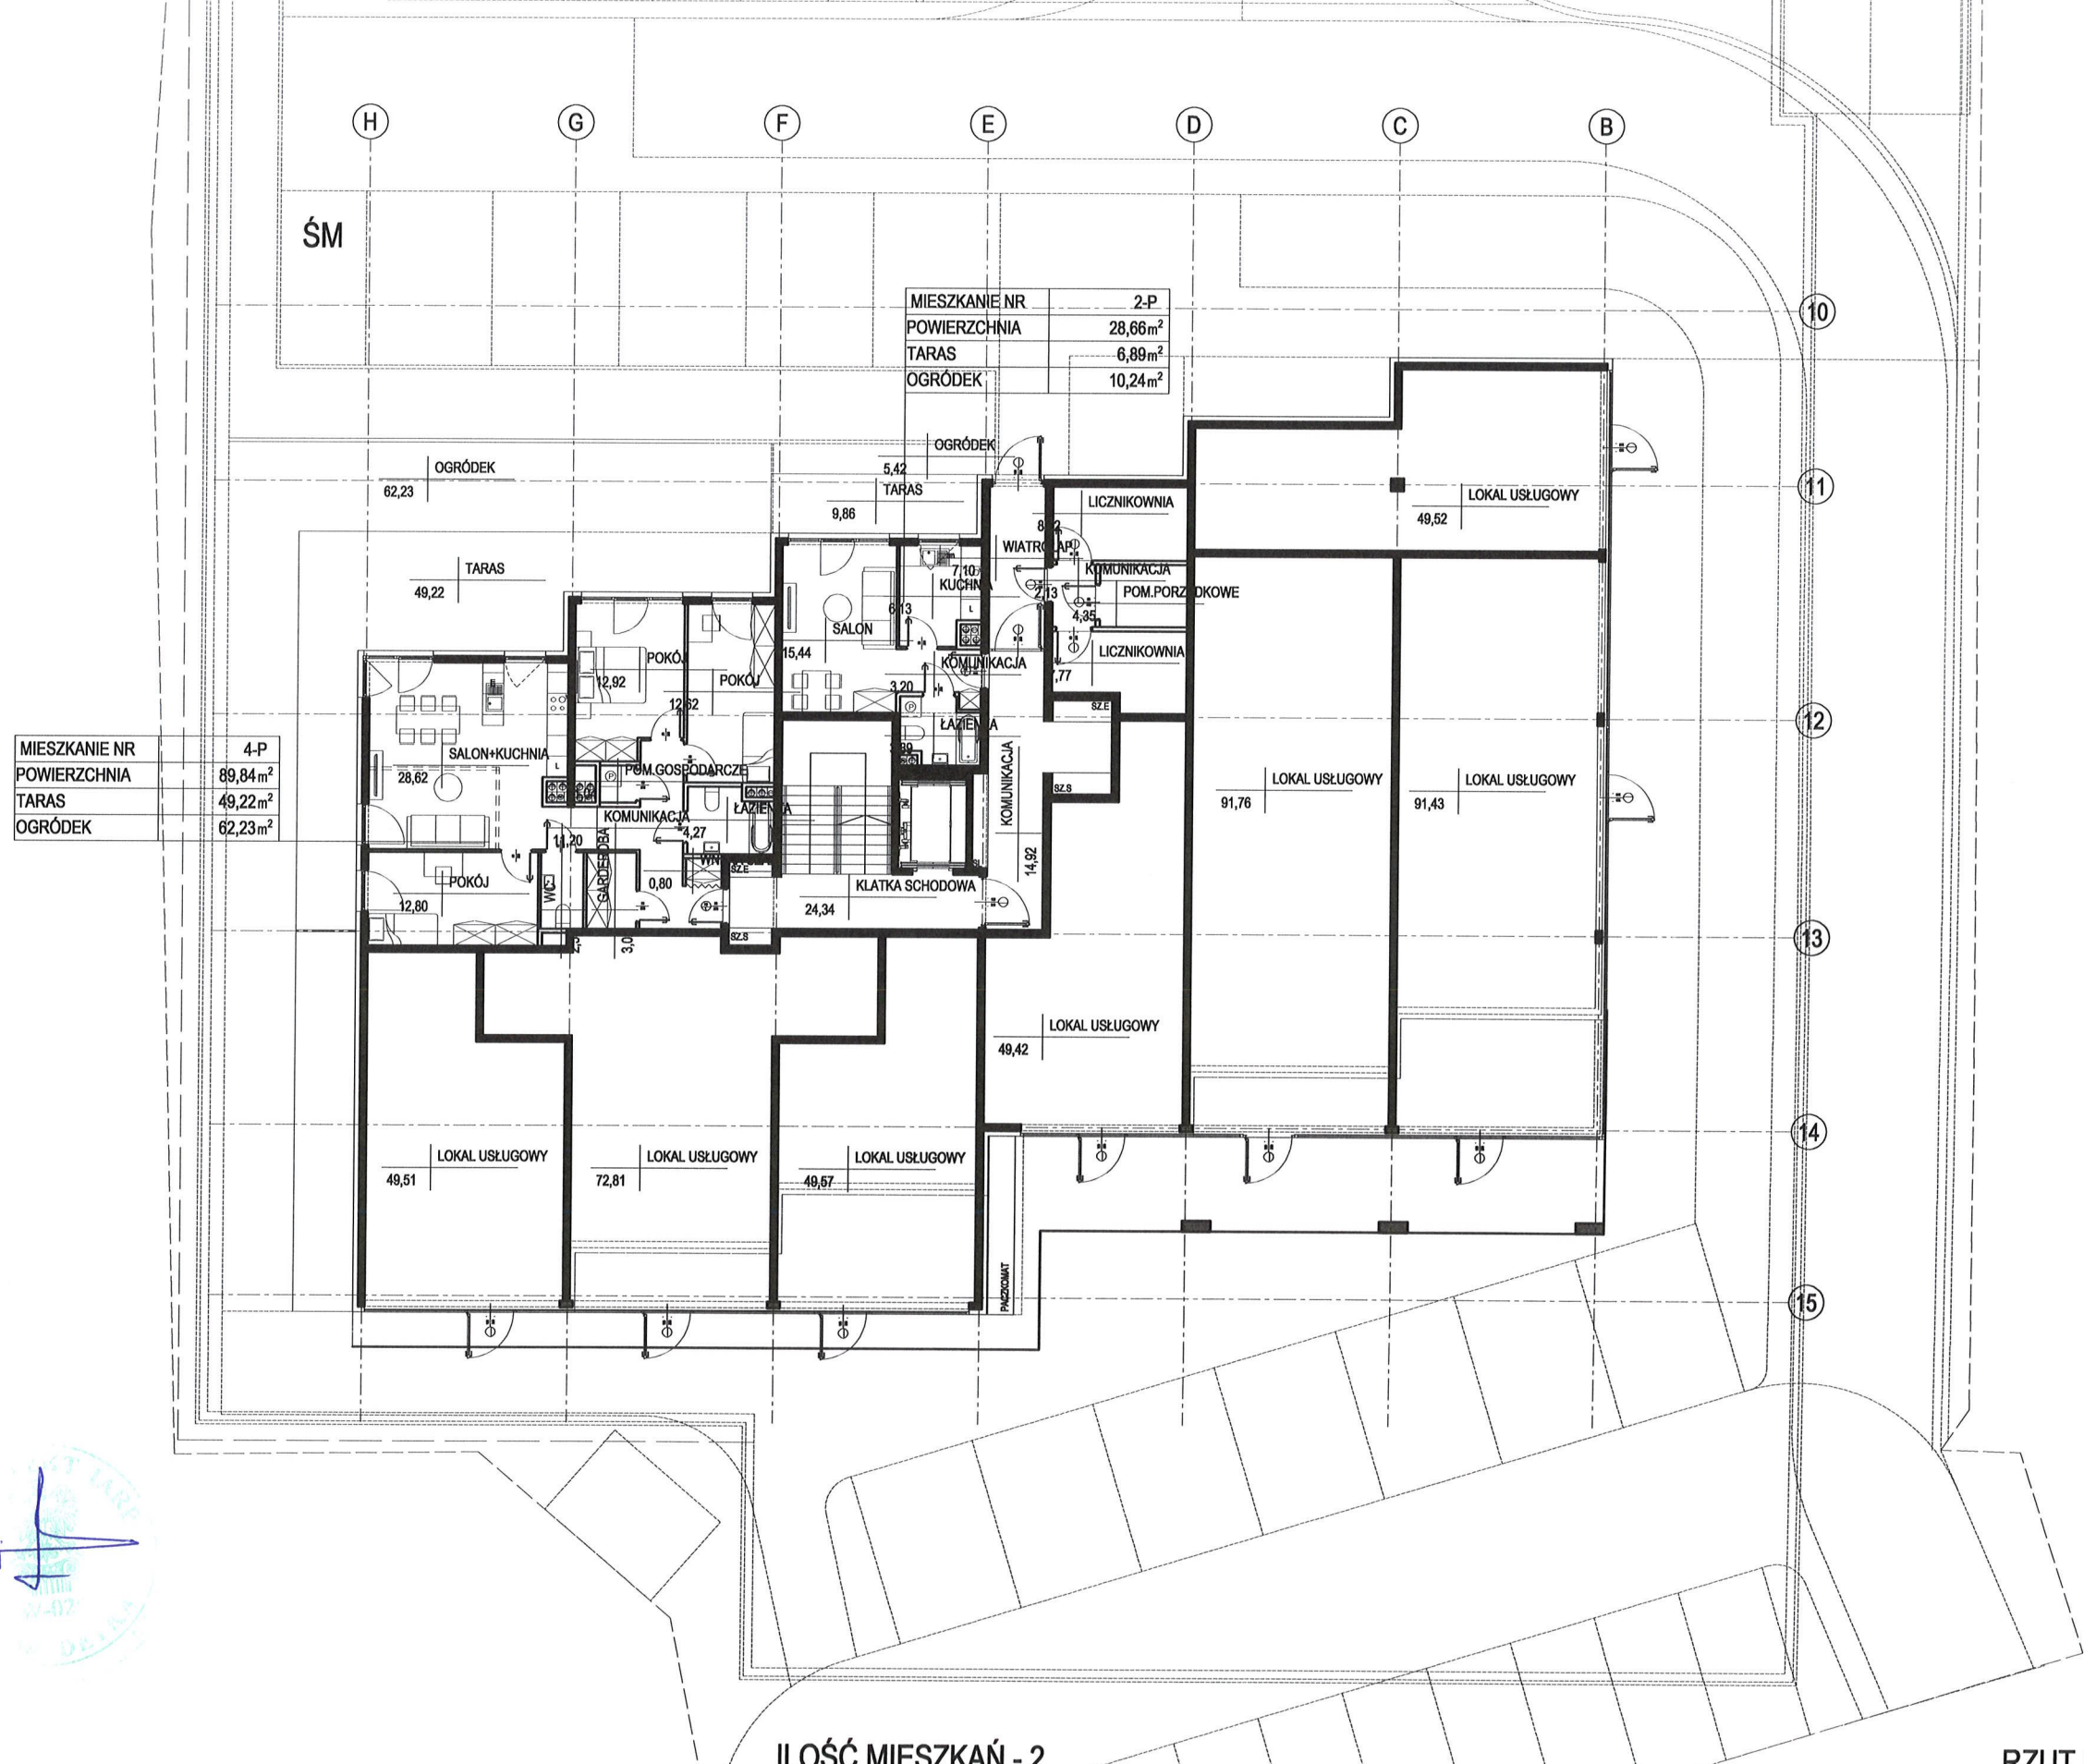 H G F E D C B
ŚM
MIESZKANIE NR 2-P
POWIERZCHNIA 28,66m²
TARAS 6,89m²
OGRÓDEK 10,24m²
10
OGRÓDEK
5,42
OGRÓDEK
62,23
TARAS
9,86
11
LICZNIKOWNIA
LOKAL USŁUGOWY
49,52
WIATROŁAP
7,10
KUCHNIA
6,13
KOMUNIKACJA
2,13
POM.PORZĄDKOWE
4,35
TARAS
49,22
SALON
15,44
LICZNIKOWNIA
7,77
KOMUNIKACJA
3,20
POKÓJ
12,92
POKÓJ
12,62
SZ.E
ŁAZIENKA
12
MIESZKANIE NR 4-P
POWIERZCHNIA 89,84m²
TARAS 49,22m²
OGRÓDEK 62,23m²
SALON+KUCHNIA
28,62
POM.GOSPODARCZE
ŁAZIENKA
4,27
KOMUNIKACJA
11,20
KOMUNIKACJA
14,92
SZ.S
LOKAL USŁUGOWY
91,76
LOKAL USŁUGOWY
91,43
POKÓJ
12,80
WC
GARDEROBA
0,80
SZ.E
SZ.S
KLATKA SCHODOWA
24,34
13
LOKAL USŁUGOWY
49,42
14
LOKAL USŁUGOWY
49,51
LOKAL USŁUGOWY
72,81
LOKAL USŁUGOWY
49,57
PACZKOMAT
15
ILOŚĆ MIESZKAŃ - 2
RZUT